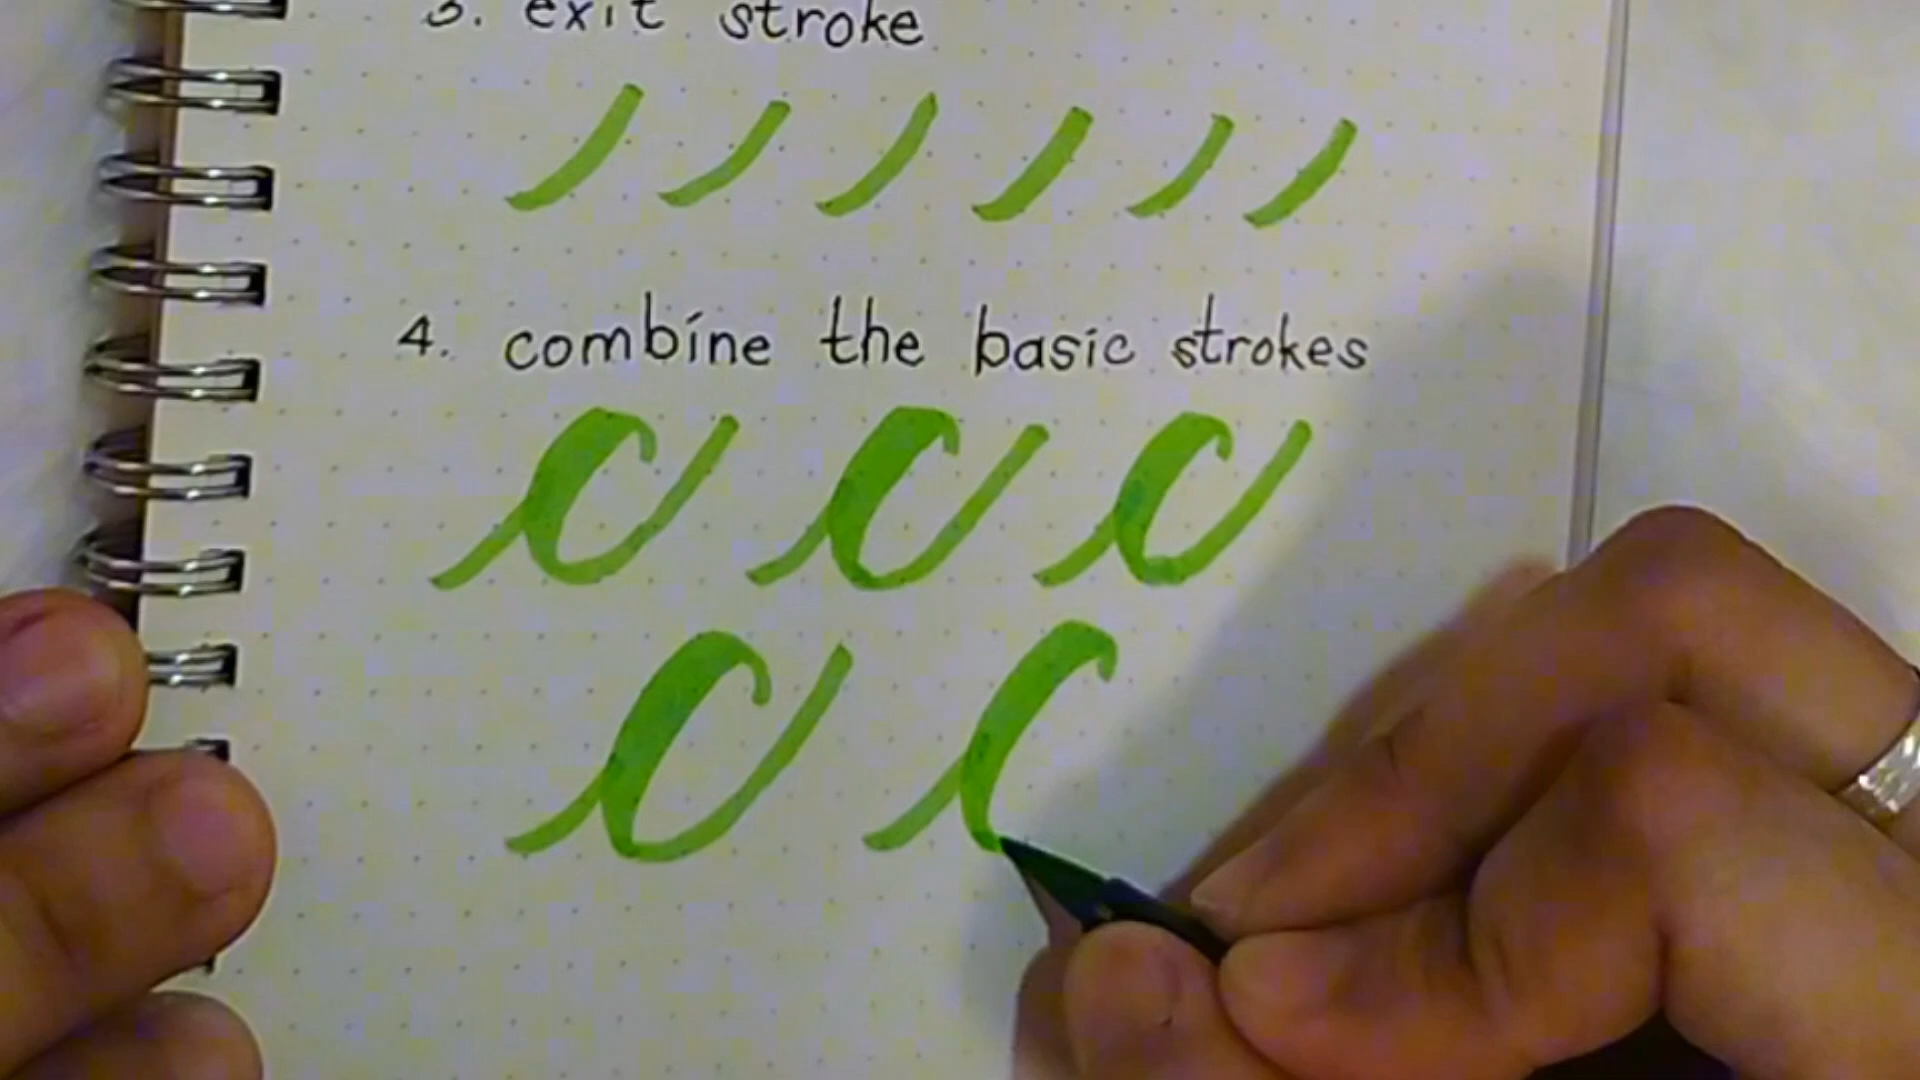 3. exit stroke
4. combine the basic strokes
c c c
c c